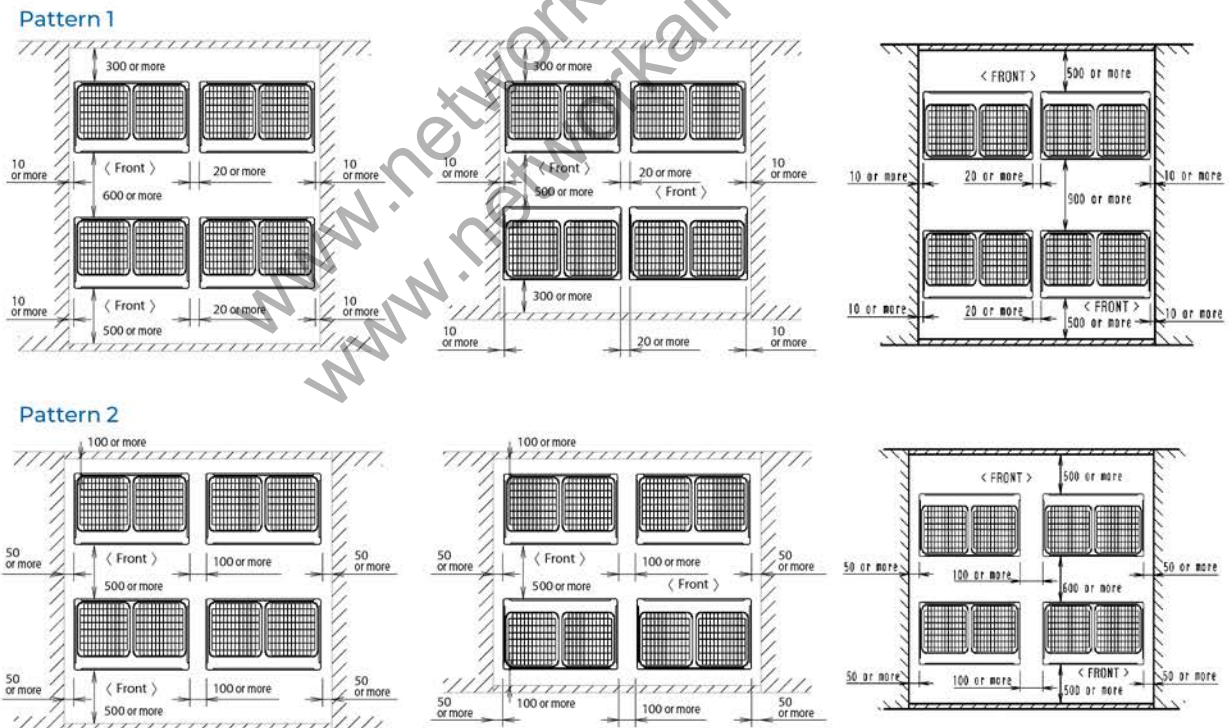 Pattern 1
300 or more
10
or more
〈 Front 〉
20 or more
10
or more
600 or more
10
or more
〈 Front 〉
20 or more
10
or more
500 or more
300 or more
10
or more
〈 Front 〉
20 or more
10
or more
500 or more
〈 Front 〉
300 or more
10
or more
20 or more
10
or more
< FRONT >
500 or more
10 or more
20 or more
10 or more
900 or more
10 or more
20 or more
< FRONT >
10 or more
500 or more
Pattern 2
100 or more
50
or more
〈 Front 〉
100 or more
50
or more
500 or more
50
or more
〈 Front 〉
100 or more
50
or more
500 or more
100 or more
50
or more
〈 Front 〉
100 or more
50
or more
500 or more
〈 Front 〉
50
or more
100 or more
100 or more
50
or more
< FRONT >
500 or more
50 or more
100 or more
50 or more
600 or more
50 or more
100 or more
< FRONT >
50 or more
500 or more